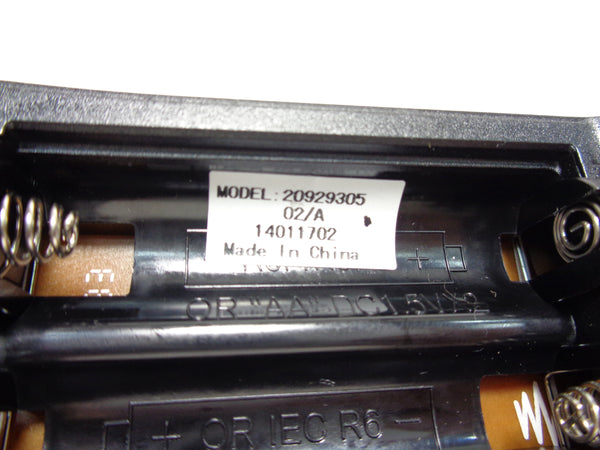 MODEL:20929305
02/A
14011702
Made In China
+
OR "AA" DC1.5V*2
+ OR IEC R6 -